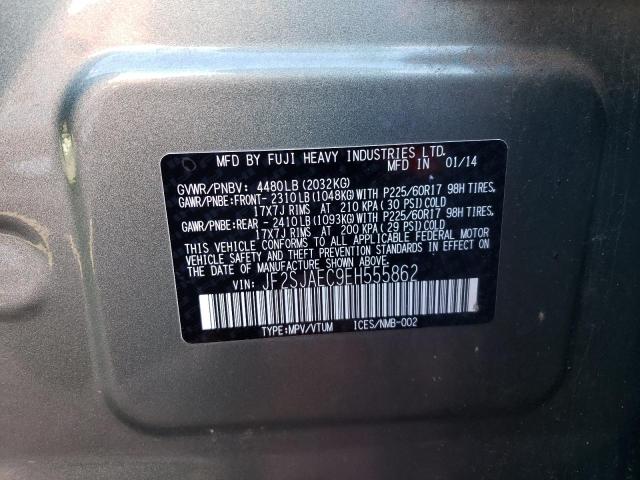 MFD BY FUJI HEAVY INDUSTRIES LTD.
MFD IN 01/14
GVWR/PNBV: 4480LB (2032KG)
GAWR/PNBE:FRONT- 2310LB (1048KG)WITH P225/60R17 98H TIRES,
17X7J RIMS AT 210 KPA (30 PSI)COLD
GAWR/PNBE:REAR - 2410LB (1093KG)WITH P225/60R17 98H TIRES,
17X7J RIMS AT 200 KPA (29 PSI)COLD
THIS VEHICLE CONFORMS TO ALL APPLICABLE FEDERAL MOTOR
VEHICLE SAFETY AND THEFT PREVENTION STANDARDS IN EFFECT ON
THE DATE OF MANUFACTURE SHOWN ABOVE.
VIN: JF2SJAEC9EH555862
TYPE:MPV/VTUM ICES/NMB-002